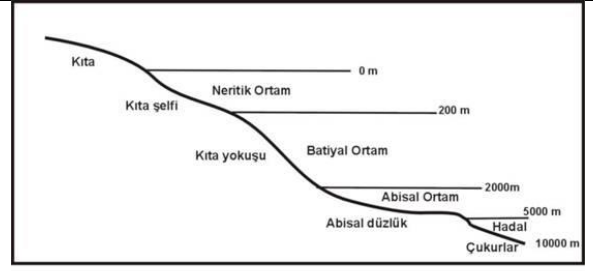 Kıta
0 m
Neritik Ortam
Kıta şelfi
200 m
Kıta yokuşu
Batiyal Ortam
2000m
Abisal Ortam
Abisal düzlük
5000 m
Hadal
Çukurlar
10000 m